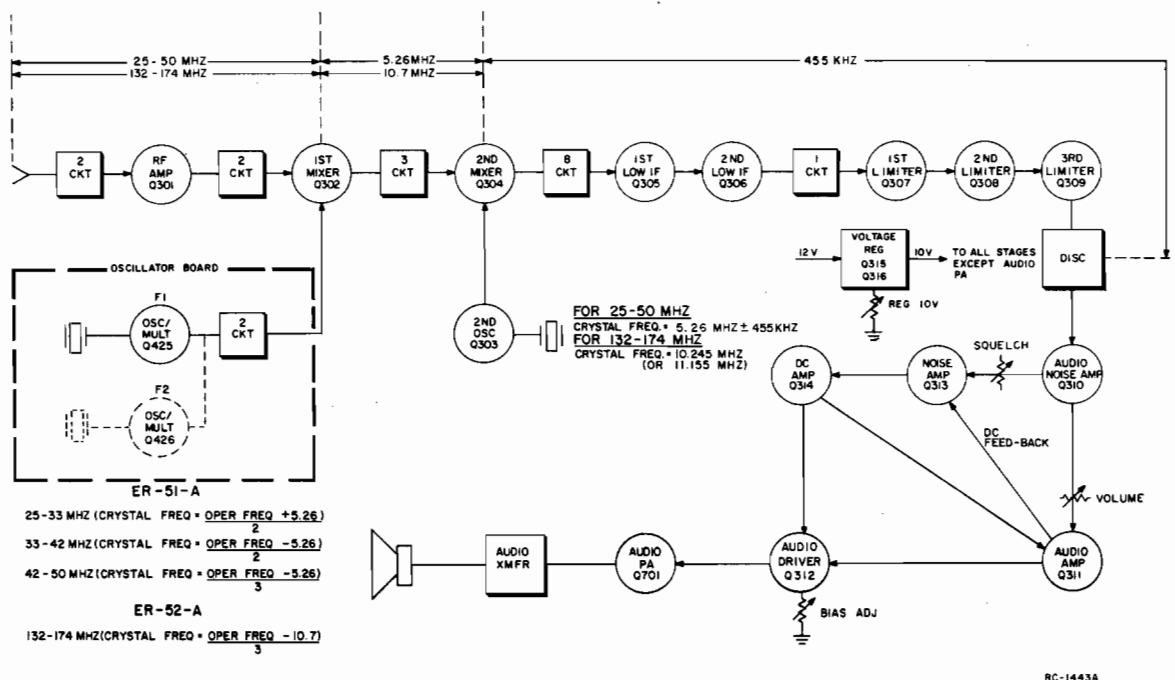 25-50 MHZ
132-174 MHZ
5.26MHZ
10.7 MHZ
455 KHZ
2
CKT
RF
AMP
Q301
2
CKT
1ST
MIXER
Q302
3
CKT
2ND
MIXER
Q304
8
CKT
1ST
LOW IF
Q305
2ND
LOW IF
Q306
1
CKT
1ST
LIMITER
Q307
2ND
LIMITER
Q308
3RD
LIMITER
Q309
OSCILLATOR BOARD
F1
OSC/
MULT
Q425
2
CKT
F2
OSC/
MULT
Q426
2ND
OSC
Q303
FOR 25-50 MHZ
CRYSTAL FREQ.= 5.26 MHZ ± 455KHZ
FOR 132-174 MHZ
CRYSTAL FREQ.= 10.245 MHZ
(OR 11.155 MHZ)
12V
VOLTAGE
REG
Q315
Q316
10V
TO ALL STAGES
EXCEPT AUDIO
PA
REG 10V
DISC
DC
AMP
Q314
NOISE
AMP
Q313
SQUELCH
AUDIO
NOISE AMP
Q310
DC
FEED-BACK
VOLUME
ER-51-A
25-33 MHZ (CRYSTAL FREQ = OPER FREQ +5.26)
2
33-42 MHZ (CRYSTAL FREQ = OPER FREQ -5.26)
2
42-50 MHZ (CRYSTAL FREQ = OPER FREQ -5.26)
3
ER-52-A
132-174 MHZ(CRYSTAL FREQ = OPER FREQ -10.7)
3
AUDIO
XMFR
AUDIO
PA
Q701
AUDIO
DRIVER
Q312
AUDIO
AMP
Q311
BIAS ADJ
RC-1443A